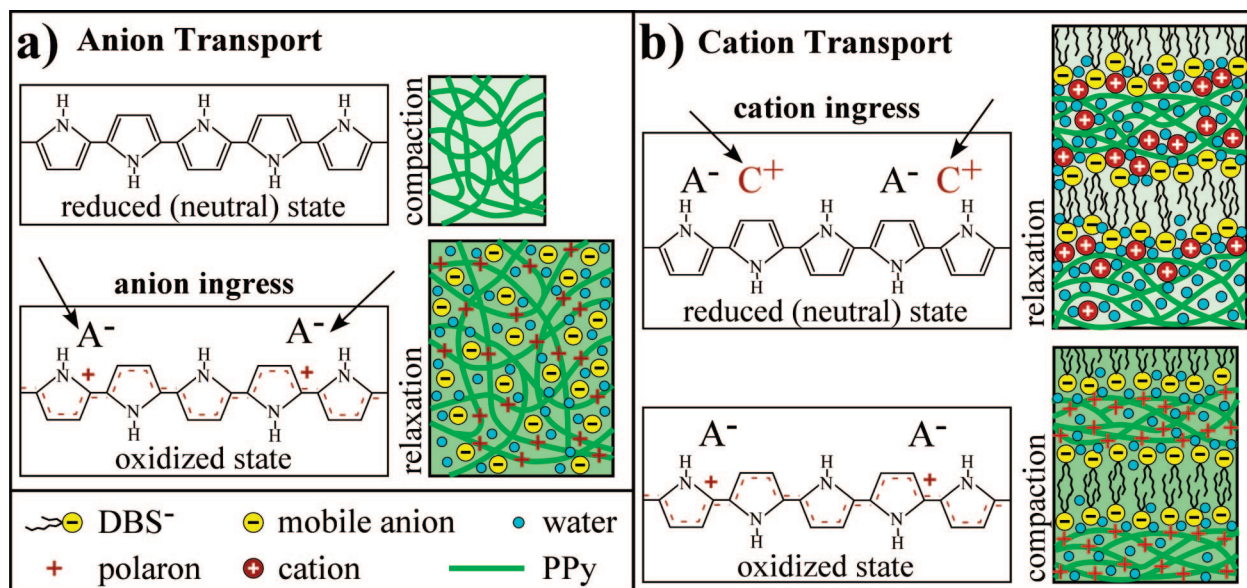 a) Anion Transport
H H H
N N N
N N
H H
reduced (neutral) state
compaction
anion ingress
A- A-
H + H + H
N N N
N N
H H
oxidized state
relaxation
DBS- mobile anion water
polaron cation PPy
b) Cation Transport
cation ingress
A- C+ A- C+
H H H
N N N
N N
H H
reduced (neutral) state
relaxation
A- A-
H + H + H
N N N
N N
H H
oxidized state
compaction